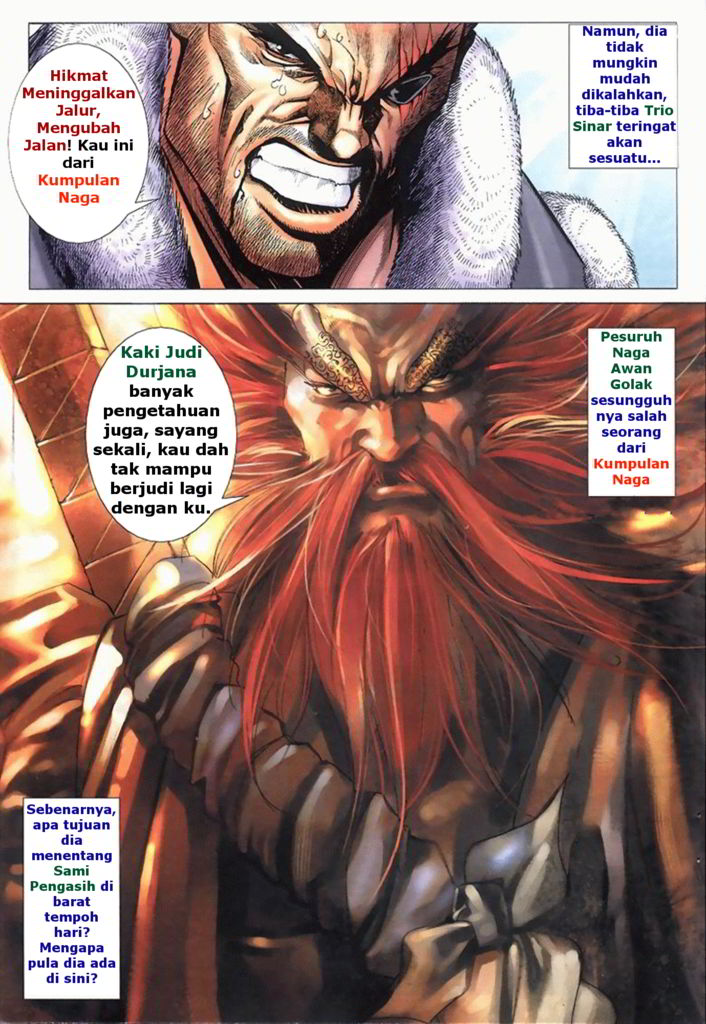 Hikmat
Meninggalkan
Jalur,
Mengubah
Jalan! Kau ini
dari
Kumpulan
Naga
Namun, dia
tidak
mungkin
mudah
dikalahkan,
tiba-tiba Trio
Sinar teringat
akan
sesuatu...
Kaki Judi
Durjana
banyak
pengetahuan
juga, sayang
sekali, kau dah
tak mampu
berjudi lagi
dengan ku.
Pesuruh
Naga
Awan
Golak
sesungguh
nya salah
seorang
dari
Kumpulan
Naga
Sebenarnya,
apa tujuan
dia
menentang
Sami
Pengasih di
barat
tempoh
hari?
Mengapa
pula dia ada
di sini?